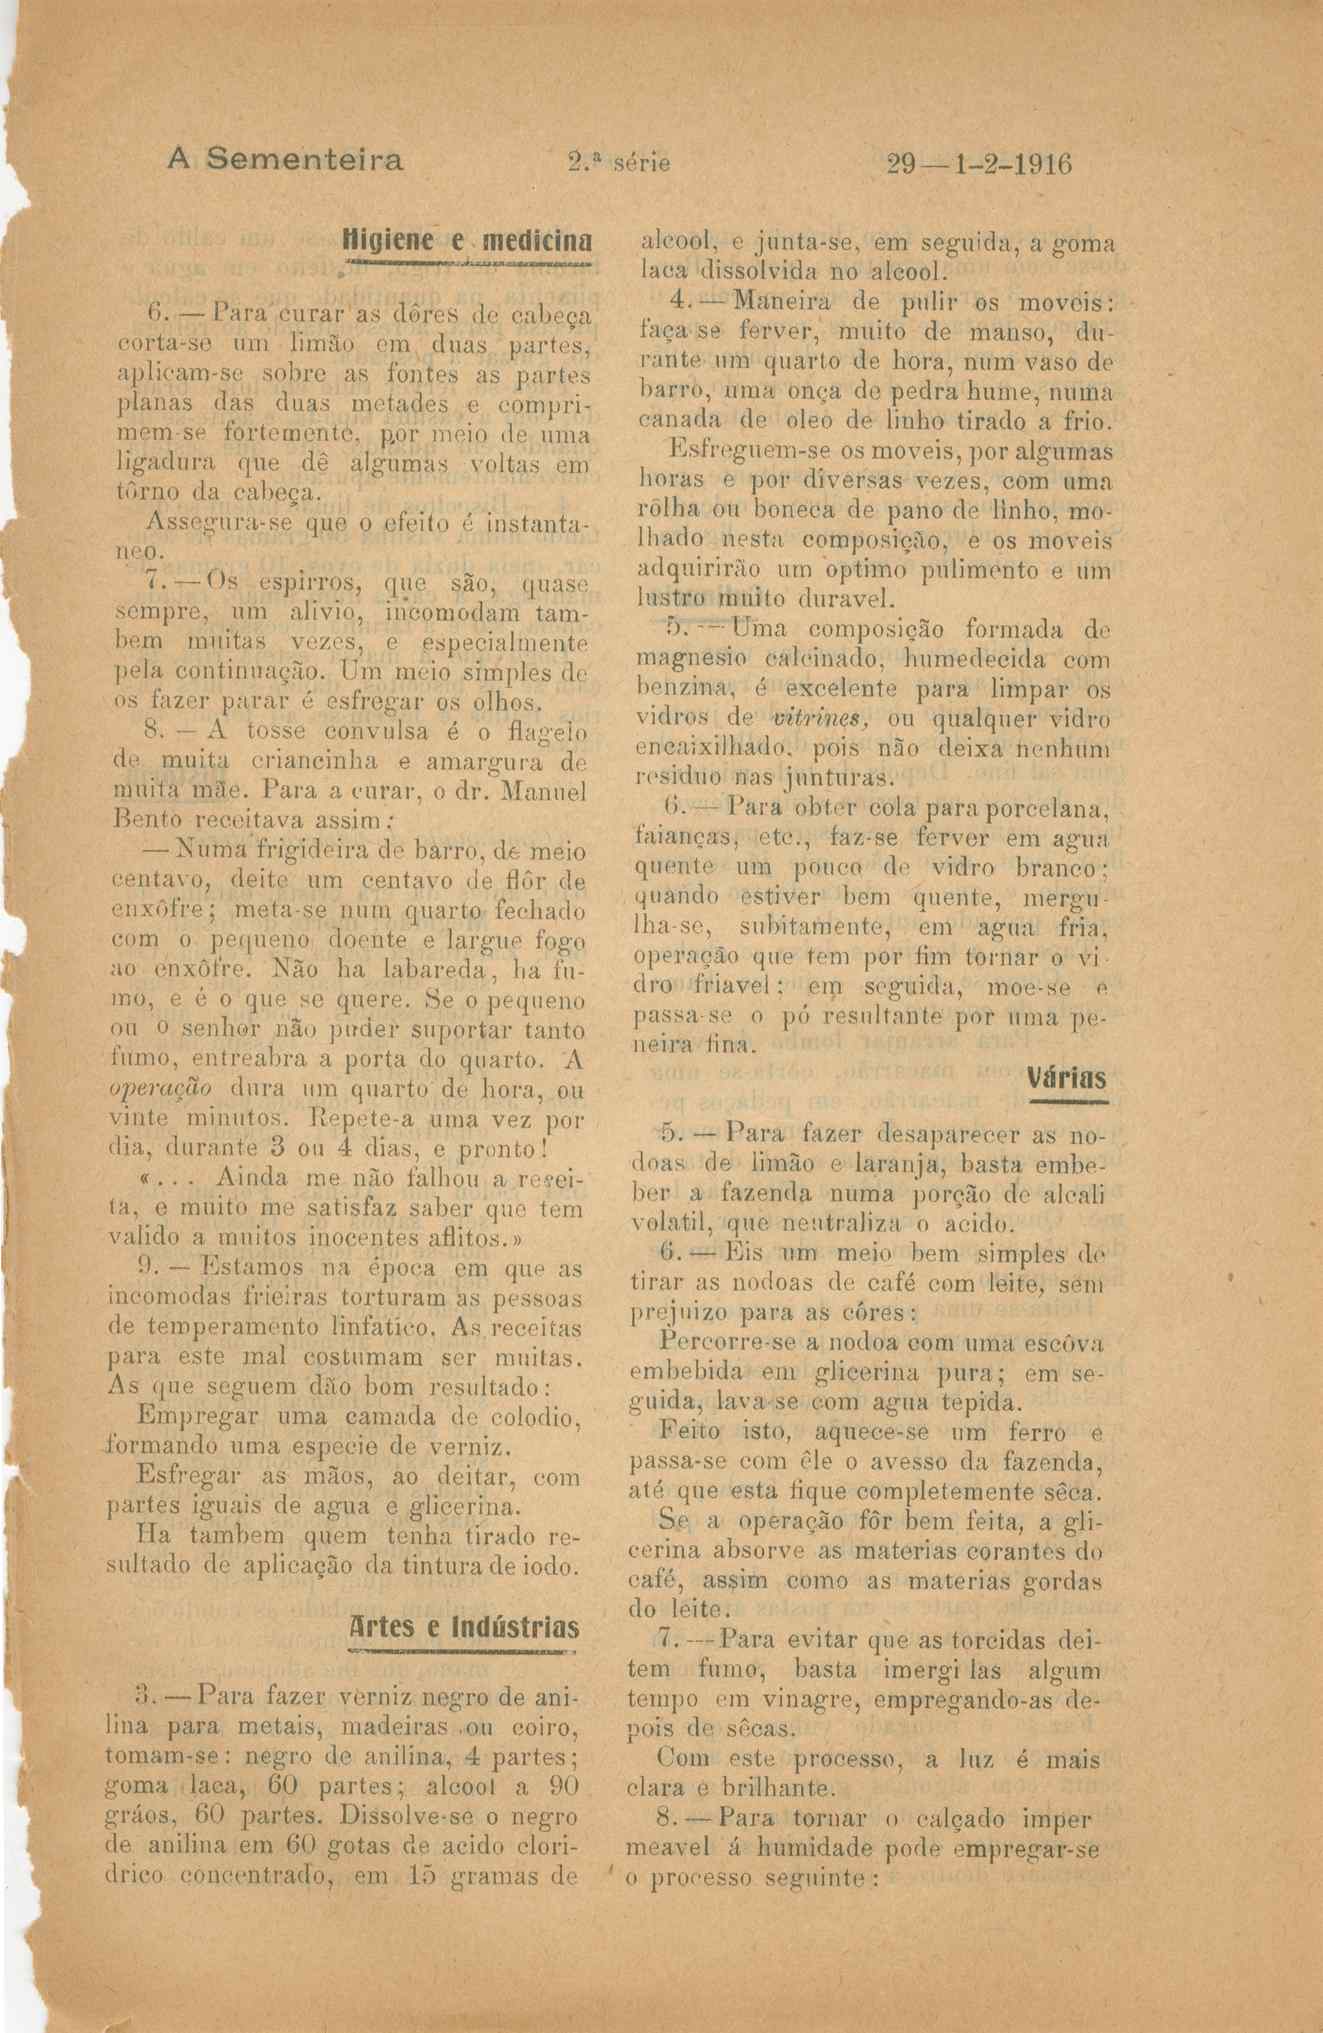 A Sementeira 2.ª série 29—1-2-1916
Higiene e medicina
6. — Para curar as dôres de cabeça
corta-se um limão em duas partes,
aplicam-se sobre as fontes as partes
planas das duas metades e compri-
mem-se fortemente, por meio de uma
ligadura que dê algumas voltas em
tôrno da cabeça.
Assegura-se que o efeito é instanta-
neo.
7. — Os espirros, que são, quase
sempre, um alivio, incomodam tam-
bem muitas vezes, e especialmente
pela continuação. Um meio simples de
os fazer parar é esfregar os olhos.
8. — A tosse convulsa é o flagelo
de muita criancinha e amargura de
muita mãe. Para a curar, o dr. Manuel
Bento receitava assim:
— Numa frigideira de barro, de meio
centavo, deite um centavo de flôr de
enxôfre; meta-se num quarto fechado
com o pequeno doente e largue fogo
ao enxôfre. Não ha labareda, ha fu-
mo, e é o que se quere. Se o pequeno
ou o senhor não puder suportar tanto
fumo, entreabra a porta do quarto. A
operação dura um quarto de hora, ou
vinte minutos. Repete-a uma vez por
dia, durante 3 ou 4 dias, e pronto!
«... Ainda me não falhou a recei-
ta, e muito me satisfaz saber que tem
valido a muitos inocentes aflitos.»
9. — Estamos na época em que as
incomodas frieiras torturam as pessoas
de temperamento linfatico. As receitas
para este mal costumam ser muitas.
As que seguem dão bom resultado:
Empregar uma camada de colodio,
formando uma especie de verniz.
Esfregar as mãos, ao deitar, com
partes iguais de agua e glicerina.
Ha tambem quem tenha tirado re-
sultado de aplicação da tintura de iodo.
Artes e Indústrias
3. — Para fazer verniz negro de ani-
lina para metais, madeiras ou coiro,
tomam-se: negro de anilina, 4 partes;
goma laca, 60 partes; alcool a 90
gráos, 60 partes. Dissolve-se o negro
de anilina em 60 gotas de acido clori-
drico concentrado, em 15 gramas de
alcool, e junta-se, em seguida, a goma
laca dissolvida no alcool.
4. — Maneira de pulir os moveis:
faça-se ferver, muito de manso, du-
rante um quarto de hora, num vaso de
barro, uma onça de pedra hume, numa
canada de oleo de linho tirado a frio.
Esfreguem-se os moveis, por algumas
horas e por diversas vezes, com uma
rôlha ou boneca de pano de linho, mo-
lhado nesta composição, e os moveis
adquirirão um optimo pulimento e um
lustro muito duravel.
5. — Uma composição formada de
magnesio calcinado, humedecida com
benzina, é excelente para limpar os
vidros de vitrines, ou qualquer vidro
encaixilhado, pois não deixa nenhum
residuo nas junturas.
6. — Para obter cola para porcelana,
faianças, etc., faz-se ferver em agua
quente um pouco de vidro branco;
quando estiver bem quente, mergu-
lha-se, subitamente, em agua fria,
operação que tem por fim tornar o vi-
dro friavel: em seguida, moe-se e
passa-se o pó resultante por uma pe-
neira fina.
Várias
5. — Para fazer desaparecer as no-
doas de limão e laranja, basta embe-
ber a fazenda numa porção de alcali
volatil, que neutraliza o acido.
6. — Eis um meio bem simples de
tirar as nodoas de café com leite, sem
prejuizo para as côres:
Percorre-se a nodoa com uma escôva
embebida em glicerina pura; em se-
guida, lava-se com agua tepida.
Feito isto, aquece-se um ferro e
passa-se com êle o avesso da fazenda,
até que esta fique completamente sêca.
Se a operação fôr bem feita, a gli-
cerina absorve as materias corantes do
café, assim como as materias gordas
do leite.
7. — Para evitar que as torcidas dei-
tem fumo, basta imergi las algum
tempo em vinagre, empregando-as de-
pois de sêcas.
Com este processo, a luz é mais
clara e brilhante.
8. — Para tornar o calçado imper
meavel á humidade pode empregar-se
o processo seguinte: